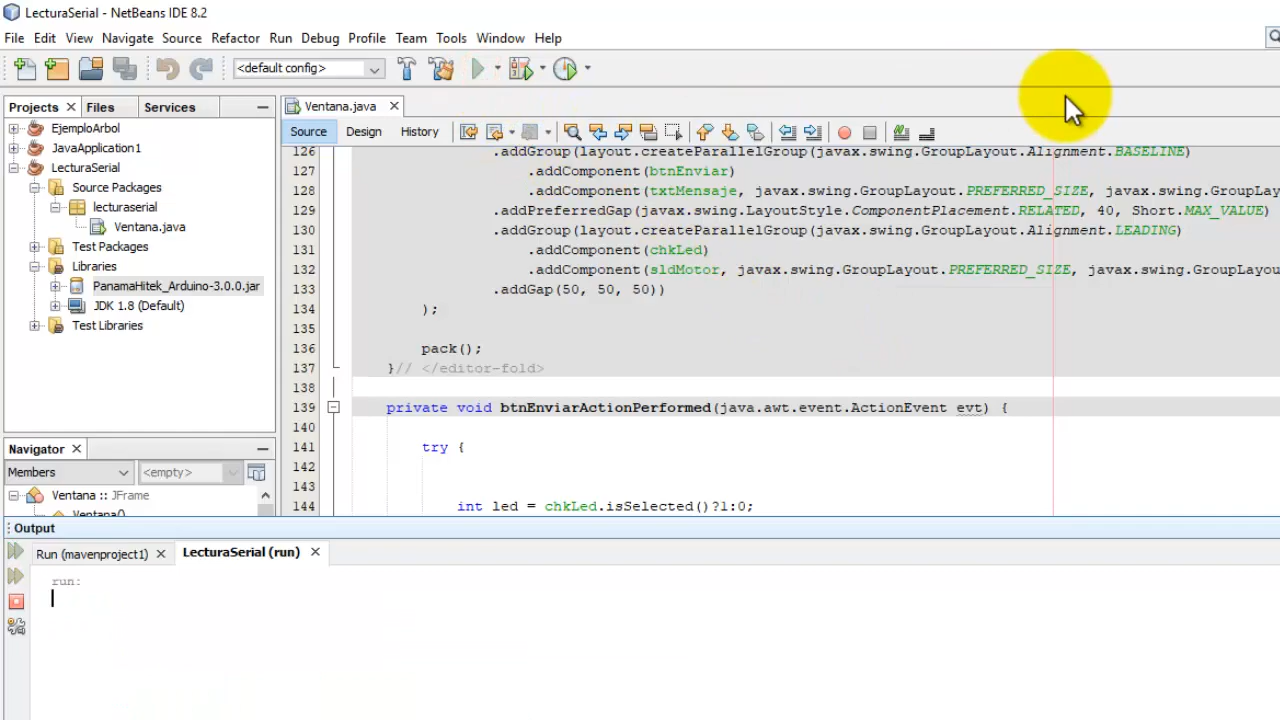 LecturaSerial - NetBeans IDE 8.2
File Edit View Navigate Source Refactor Run Debug Profile Team Tools Window Help
<default config>
Projects Files Services
EjemploArbol
JavaApplication1
LecturaSerial
Source Packages
lecturaserial
Ventana.java
Test Packages
Libraries
PanamaHitek_Arduino-3.0.0.jar
JDK 1.8 (Default)
Test Libraries
Navigator
Members <empty>
Ventana :: JFrame
Ventana()
Ventana.java
Source Design History
126 .addGroup(layout.createParallelGroup(javax.swing.GroupLayout.Alignment.BASELINE)
127 .addComponent(btnEnviar)
128 .addComponent(txtMensaje, javax.swing.GroupLayout.PREFERRED_SIZE, javax.swing.GroupLay
129 .addPreferredGap(javax.swing.LayoutStyle.ComponentPlacement.RELATED, 40, Short.MAX_VALUE)
130 .addGroup(layout.createParallelGroup(javax.swing.GroupLayout.Alignment.LEADING)
131 .addComponent(chkLed)
132 .addComponent(sldMotor, javax.swing.GroupLayout.PREFERRED_SIZE, javax.swing.GroupLayou
133 .addGap(50, 50, 50))
134 );
135
136 pack();
137 }// </editor-fold>
138
139 private void btnEnviarActionPerformed(java.awt.event.ActionEvent evt) {
140
141 try {
142
143
144 int led = chkLed.isSelected()?1:0;
Output
Run (mavenproject1) LecturaSerial (run)
run: